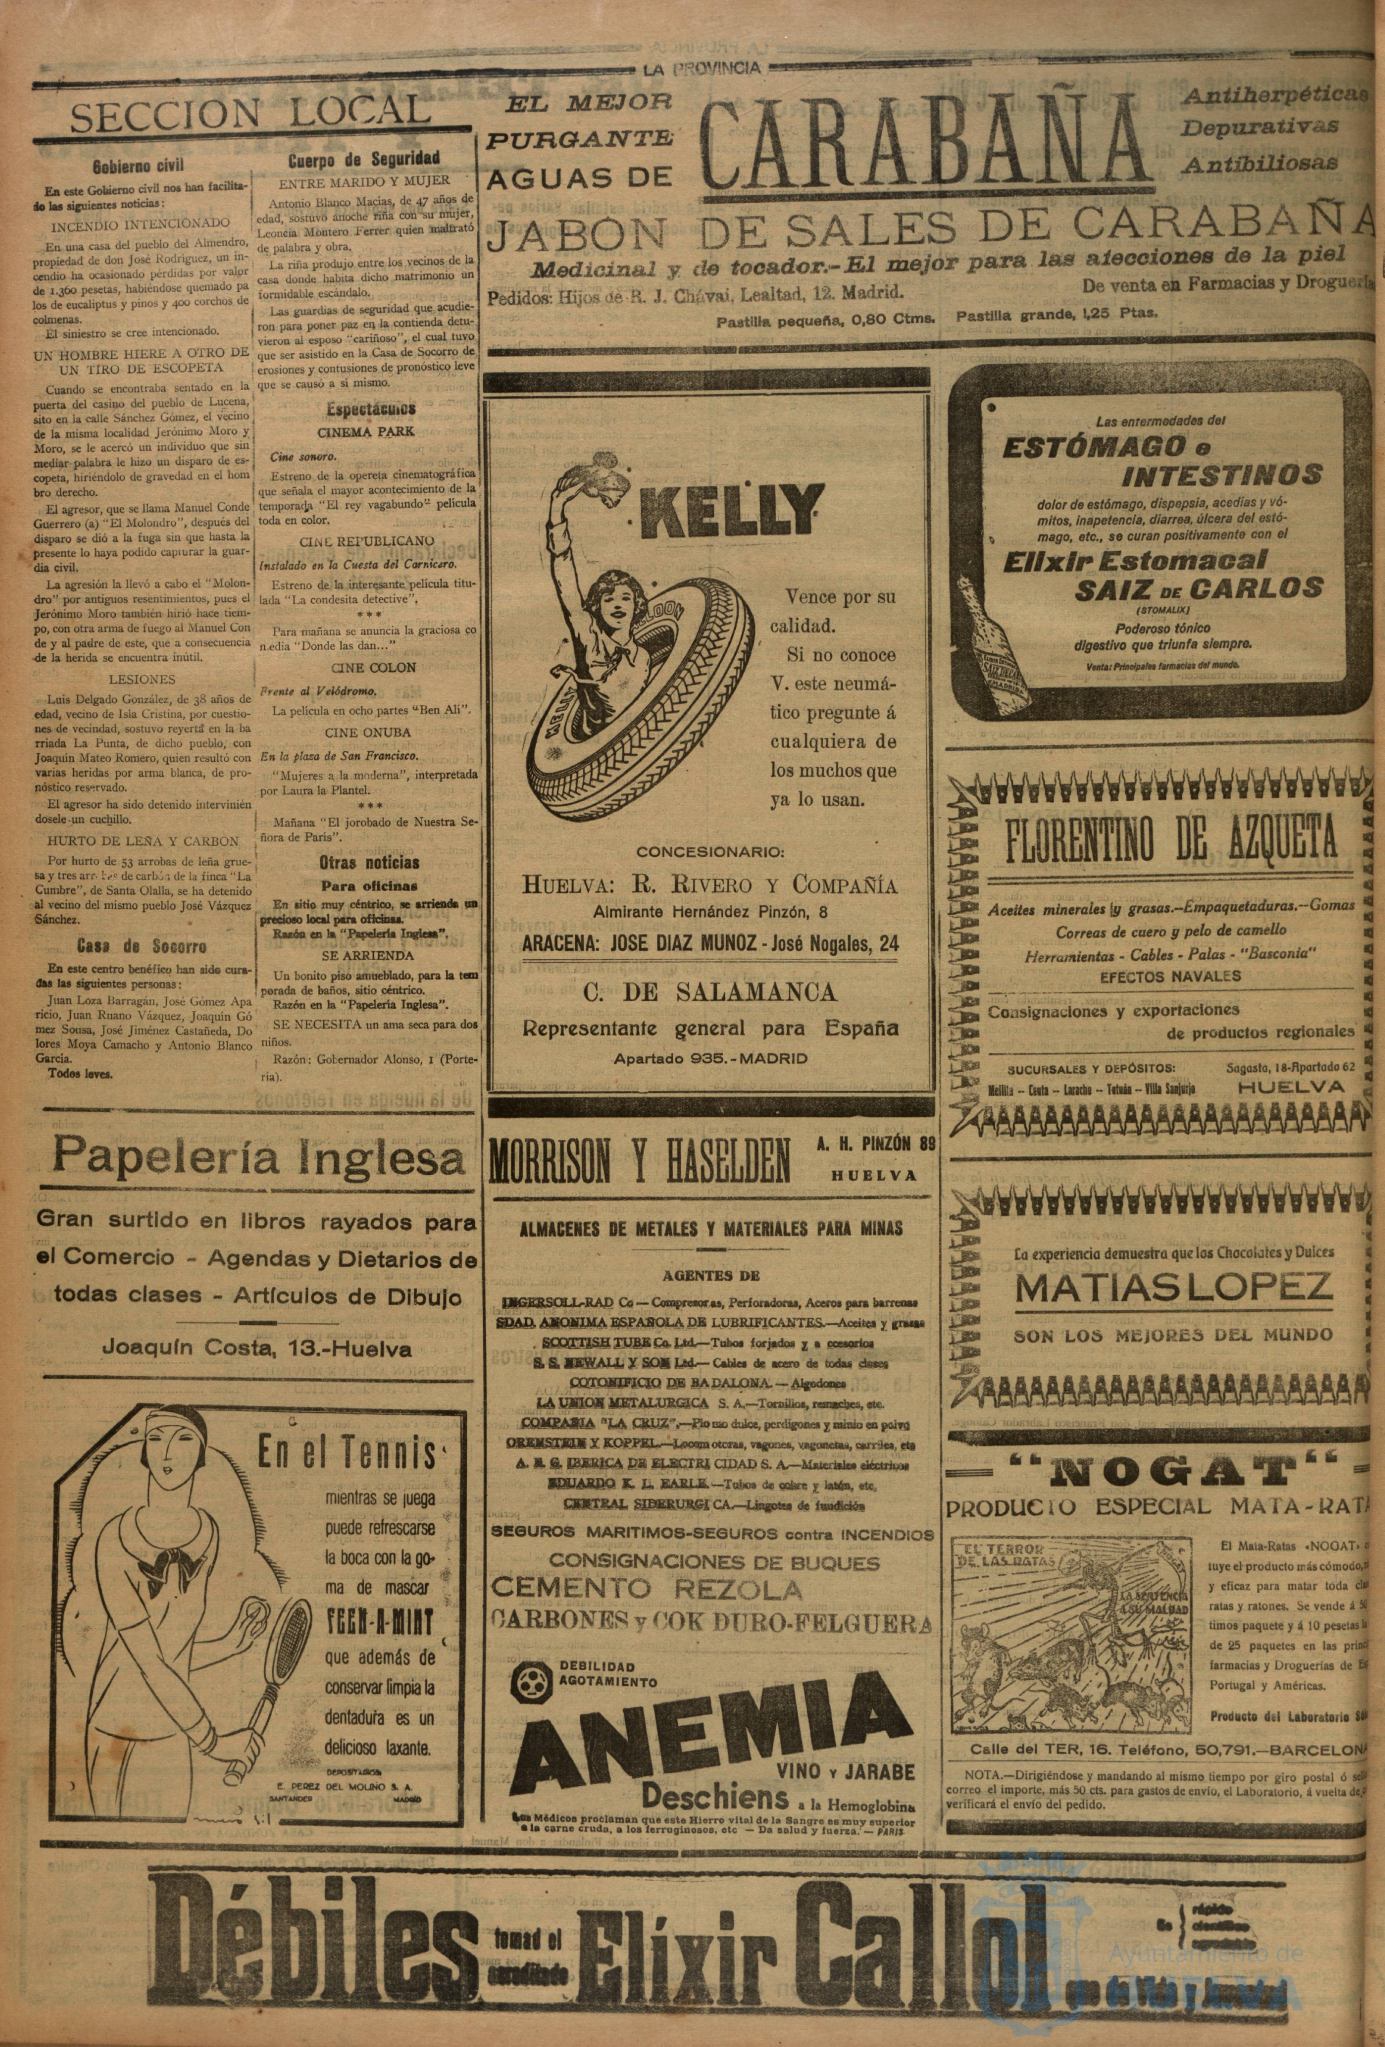 LA PROVINCIA
SECCION LOCAL
Gobierno civil
En este Gobierno civil nos han facilita-
do las siguientes noticias:
INCENDIO INTENCIONADO
En una casa del pueblo del Almendro,
propiedad de don José Rodríguez, un in-
cendio ha ocasionado pérdidas por valor
de 1.360 pesetas, habiéndose quemado pa
los de eucaliptus y pinos y 400 corchos de
colmenas.
El siniestro se cree intencionado.
UN HOMBRE HIERE A OTRO DE
UN TIRO DE ESCOPETA
Cuando se encontraba sentado en la
puerta del casino del pueblo de Lucena,
sito en la calle Sánchez Gómez, el vecino
de la misma localidad Jerónimo Moro y
Moro, se le acercó un individuo que sin
mediar palabra le hizo un disparo de es-
copeta, hiriéndolo de gravedad en el hom
bro derecho.
El agresor, que se llama Manuel Conde
Guerrero (a) "El Molondro", después del
disparo se dió a la fuga sin que hasta la
presente lo haya podido capturar la guar-
dia civil.
La agresión la llevó a cabo el "Molon-
dro" por antiguos resentimientos, pues el
Jerónimo Moro también hirió hace tiem-
po, con otra arma de fuego al Manuel Con
de y al padre de este, que a consecuencia
de la herida se encuentra inútil.
LESIONES
Luis Delgado González, de 38 años de
edad, vecino de Isla Cristina, por cuestio-
nes de vecindad, sostuvo reyerta en la ba
rriada La Punta, de dicho pueblo, con
Joaquín Mateo Romero, quien resultó con
varias heridas por arma blanca, de pro-
nóstico reservado.
El agresor ha sido detenido intervinién
dosele un cuchillo.
HURTO DE LEÑA Y CARBON
Por hurto de 53 arrobas de leña grue-
sa y tres arrobas de carbón de la finca "La
Cumbre", de Santa Olalla, se ha detenido
al vecino del mismo pueblo José Vázquez
Sánchez.
Casa de Socorro
En este centro benéfico han sido cura-
das las siguientes personas:
Juan Loza Barragán, José Gómez Apa
ricio, Juan Ruano Vázquez, Joaquín Gó
mez Sousa, José Jiménez Castañeda, Do
lores Moya Camacho y Antonio Blanco
García.
Todos leves.
Cuerpo de Seguridad
ENTRE MARIDO Y MUJER
Antonio Blanco Macias, de 47 años de
edad, sostuvo anoche riña con su mujer,
Leoncia Montero Ferrer quien maltrató
de palabra y obra.
La riña produjo entre los vecinos de la
casa donde habita dicho matrimonio un
formidable escándalo.
Las guardias de seguridad que acudie-
ron para poner paz en la contienda detu-
vieron al esposo "cariñoso", el cual tuvo
que ser asistido en la Casa de Socorro de
erosiones y contusiones de pronóstico leve
que se causó a si mismo.
Espectáculos
CINEMA PARK
Cine sonoro.
Estreno de la opereta cinematográfica
que señala el mayor acontecimiento de la
temporada "El rey vagabundo" película
toda en color.
CINE REPUBLICANO
Instalado en la Cuesta del Carnicero.
Estreno de la interesante película titu-
lada "La condesita detective",
***
Para mañana se anuncia la graciosa co
media "Donde las dan..."
CINE COLON
Frente al Velódromo.
La película en ocho partes "Ben Alí".
CINE ONUBA
En la plaza de San Francisco.
"Mujeres a la moderna", interpretada
por Laura la Plantel.
***
Mañana "El jorobado de Nuestra Se-
ñora de París".
Otras noticias
Para oficinas
En sitio muy céntrico, se arrienda un
precioso local para oficinas.
Razón en la "Papelería Inglesa".
SE ARRIENDA
Un bonito piso amueblado, para la tem
porada de baños, sitio céntrico.
Razón en la "Papelería Inglesa".
SE NECESITA un ama seca para dos
niños.
Razón: Gobernador Alonso, 1 (Porte-
ría).
Papelería Inglesa
Gran surtido en libros rayados para
el Comercio - Agendas y Dietarios de
todas clases - Artículos de Dibujo
Joaquín Costa, 13.-Huelva
En el Tennis
mientras se juega
puede refrescarse
la boca con la go-
ma de mascar
FEEN-A-MINT
que además de
conservar limpia la
dentadura es un
delicioso laxante.
DEPOSITARIOS
E. PEREZ DEL MOLINO S. A.
SANTANDER MADRID
EL MEJOR
PURGANTE
AGUAS DE
CARABAÑA
Antiherpéticas
Depurativas
Antibiliosas
JABON DE SALES DE CARABAÑA
Medicinal y de tocador.-El mejor para las afecciones de la piel
Pedidos: Hijos de R. J. Chávai, Lealtad, 12. Madrid.
De venta en Farmacias y Droguería
Pastilla pequeña, 0,80 Ctms. Pastilla grande, 1,25 Ptas.
KELLY
Vence por su
calidad.
Si no conoce
V. este neumá-
tico pregunte á
cualquiera de
los muchos que
ya lo usan.
CONCESIONARIO:
HUELVA: R. RIVERO Y COMPAÑÍA
Almirante Hernández Pinzón, 8
ARACENA: JOSE DIAZ MUNOZ - José Nogales, 24
C. DE SALAMANCA
Representante general para España
Apartado 935.-MADRID
MORRISON Y HASELDEN
A. H. PINZÓN 89
HUELVA
ALMACENES DE METALES Y MATERIALES PARA MINAS
AGENTES DE
INGERSOLL-RAD Co — Compresoras, Perforadoras, Aceros para barrenas
SDAD. ANONIMA ESPAÑOLA DE LUBRIFICANTES.—Aceites y grasas
SCOTTISH TUBE Co. Ltd.—Tubos forjados y a ccesorios
S. S. NEWALL Y SON Ltd.— Cables de acero de todas clases
COTONIFICIO DE BADALONA.— Algodones
LA UNION METALURGICA S. A.—Tornillos, remaches, etc.
COMPAÑIA "LA CRUZ".—Plomo dulce, perdigones y minio en polvo
ORENSTEIN Y KOPPEL.—Locomotoras, vagones, vagonetas, carriles, etc
A. E. G. IBERICA DE ELECTRICIDAD S. A.—Materiales eléctricos
EDUARDO K. L. EARLE.—Tubos de cobre y latón, etc.
CENTRAL SIDERURGICA.—Lingotes de fundición
SEGUROS MARITIMOS-SEGUROS contra INCENDIOS
CONSIGNACIONES DE BUQUES
CEMENTO REZOLA
CARBONES y COK DURO-FELGUERA
DEBILIDAD
AGOTAMIENTO
ANEMIA
VINO Y JARABE
Deschiens a la Hemoglobina
Los Médicos proclaman que este Hierro vital de la Sangre es muy superior
a la carne cruda, a los ferruginosos, etc — Da salud y fuerza. — PARIS
Las enfermedades del
ESTÓMAGO e
INTESTINOS
dolor de estómago, dispepsia, acedias y vó-
mitos, inapetencia, diarrea, úlcera del estó-
mago, etc., se curan positivamente con el
Elixir Estomacal
SAIZ DE CARLOS
(STOMALIX)
Poderoso tónico
digestivo que triunfa siempre.
Venta: Principales farmacias del mundo.
FLORENTINO DE AZQUETA
Aceites minerales y grasas.—Empaquetaduras.—Gomas
Correas de cuero y pelo de camello
Herramientas - Cables - Palas - "Basconia"
EFECTOS NAVALES
Consignaciones y exportaciones
de productos regionales
SUCURSALES Y DEPÓSITOS:
Melilla -- Ceuta -- Larache -- Tetuán -- Villa Sanjurjo
Sagasta, 18-Apartado 62
HUELVA
La experiencia demuestra que los Chocolates y Dulces
MATIAS LOPEZ
SON LOS MEJORES DEL MUNDO
"NOGAT"
PRODUCTO ESPECIAL MATA-RATA
EL TERROR
DE LAS RATAS
LA SENTENCIA
A SU MALDAD
El Mata-Ratas «NOGAT»
tuye el producto más cómodo,
y eficaz para matar toda cla
ratas y ratones. Se vende á 50
timos paquete y á 10 pesetas la
de 25 paquetes en las princ
farmacias y Droguerías de Es
Portugal y Américas.
Producto del Laboratorio
Calle del TER, 16. Teléfono, 50,791.—BARCELONA
NOTA.—Dirigiéndose y mandando al mismo tiempo por giro postal ó
correo el importe, más 50 cts. para gastos de envío, el Laboratorio, á vuelta de
verificará el envío del pedido.
Débiles tomad el acreditado Elíxir Callol
Es rápido
científico
que da Vida y Juventud
Ayuntamiento de
HUELVA